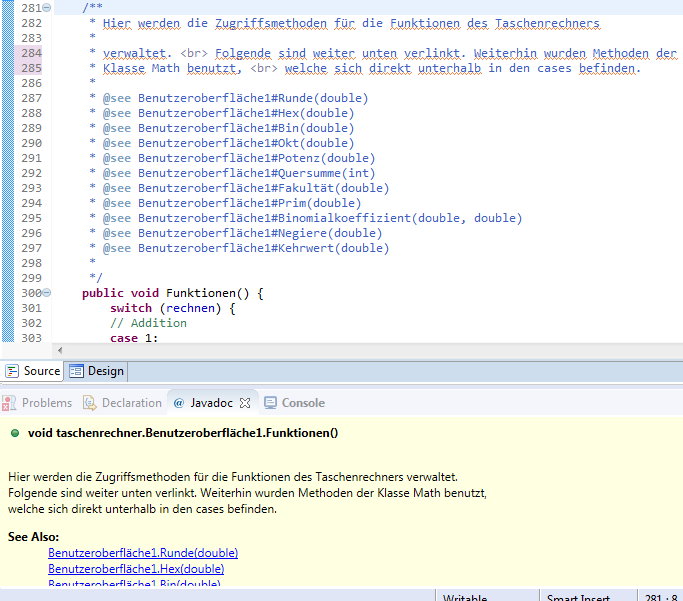 281 /**
282 * Hier werden die Zugriffsmethoden für die Funktionen des Taschenrechners
283 *
284 * verwaltet. <br> Folgende sind weiter unten verlinkt. Weiterhin wurden Methoden der
285 * Klasse Math benutzt, <br> welche sich direkt unterhalb in den cases befinden.
286 *
287 * @see Benutzeroberfläche1#Runde(double)
288 * @see Benutzeroberfläche1#Hex(double)
289 * @see Benutzeroberfläche1#Bin(double)
290 * @see Benutzeroberfläche1#Okt(double)
291 * @see Benutzeroberfläche1#Potenz(double)
292 * @see Benutzeroberfläche1#Quersumme(int)
293 * @see Benutzeroberfläche1#Fakultät(double)
294 * @see Benutzeroberfläche1#Prim(double)
295 * @see Benutzeroberfläche1#Binomialkoeffizient(double, double)
296 * @see Benutzeroberfläche1#Negiere(double)
297 * @see Benutzeroberfläche1#Kehrwert(double)
298 *
299 */
300 public void Funktionen() {
301 switch (rechnen) {
302 // Addition
303 case 1:
Source Design
Problems @ Declaration @ Javadoc Console
void taschenrechner.Benutzeroberfläche1.Funktionen()
Hier werden die Zugriffsmethoden für die Funktionen des Taschenrechners verwaltet.
Folgende sind weiter unten verlinkt. Weiterhin wurden Methoden der Klasse Math benutzt,
welche sich direkt unterhalb in den cases befinden.
See Also:
Benutzeroberfläche1.Runde(double)
Benutzeroberfläche1.Hex(double)
Benutzeroberfläche1.Bin(double)
Writable Smart Insert 281 : 8